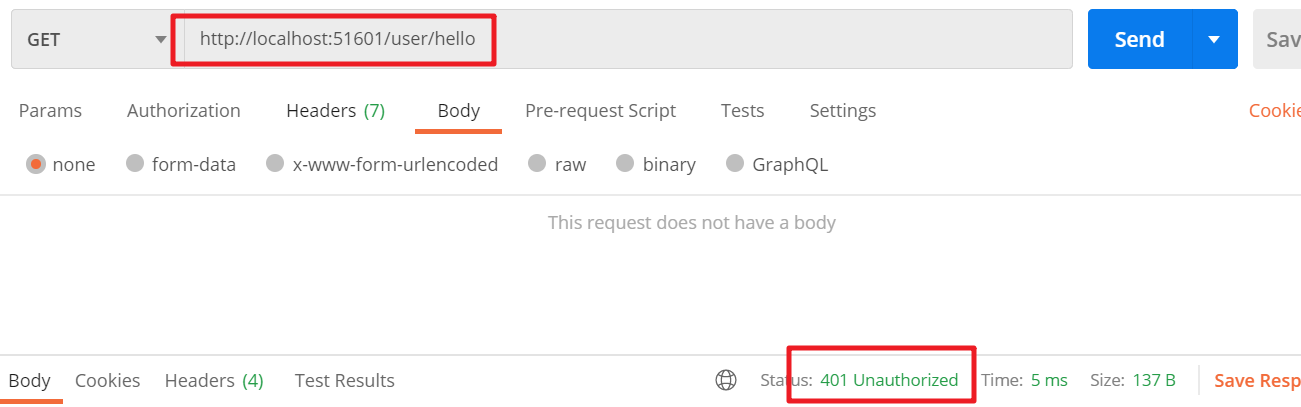 GET http://localhost:51601/user/hello Send Sav
Params Authorization Headers (7) Body Pre-request Script Tests Settings Cookie
none form-data x-www-form-urlencoded raw binary GraphQL
This request does not have a body
Body Cookies Headers (4) Test Results Status: 401 Unauthorized Time: 5 ms Size: 137 B Save Resp